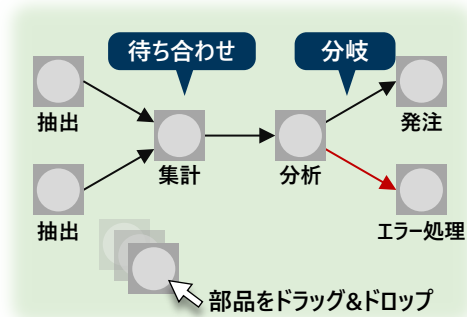 待ち合わせ
分岐
抽出
集計
分析
発注
抽出
エラー処理
部品をドラッグ&ドロップ